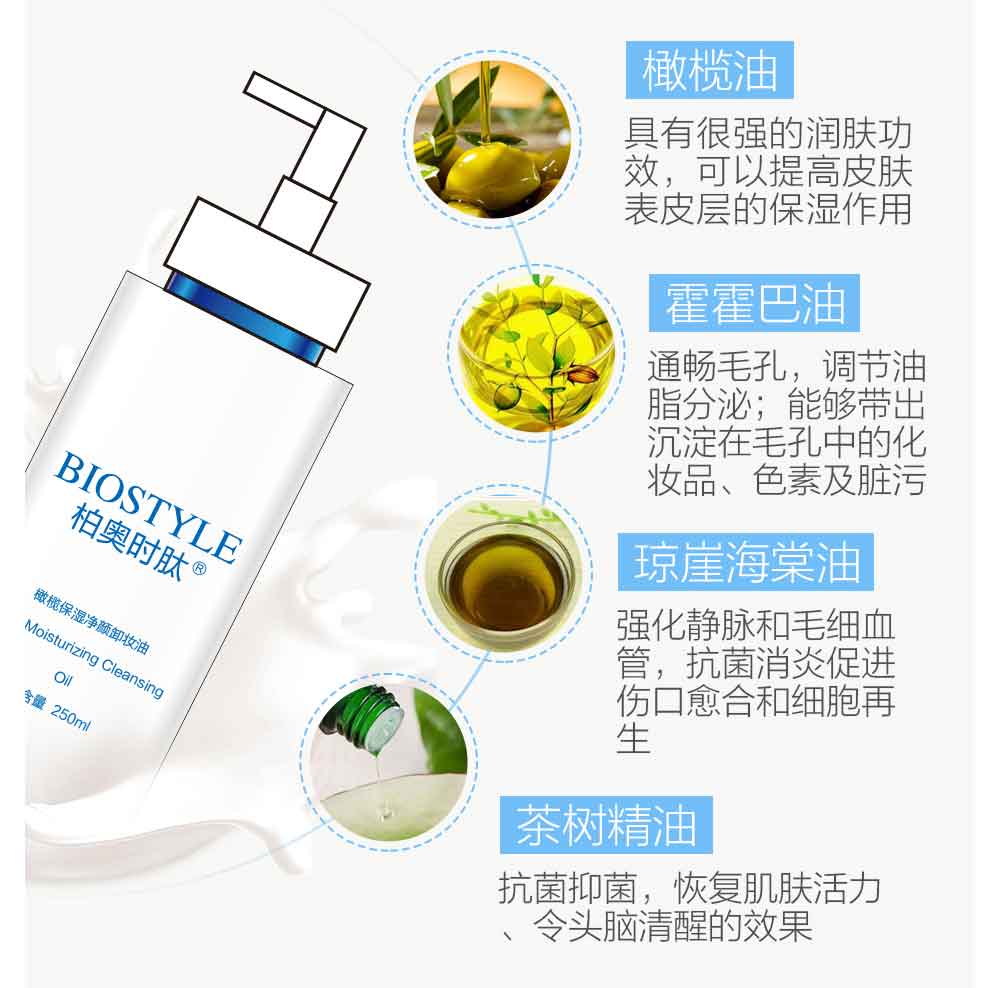 橄榄油
具有很强的润肤功
效，可以提高皮肤
表皮层的保湿作用
霍霍巴油
通畅毛孔，调节油
脂分泌；能够带出
沉淀在毛孔中的化
妆品、色素及脏污
琼崖海棠油
强化静脉和毛细血
管，抗菌消炎促进
伤口愈合和细胞再
生
茶树精油
抗菌抑菌，恢复肌肤活力
、令头脑清醒的效果
BIOSTYLE
柏奥时肽®
橄榄保湿净颜卸妆油
Moisturizing Cleansing
Oil
含量 250ml